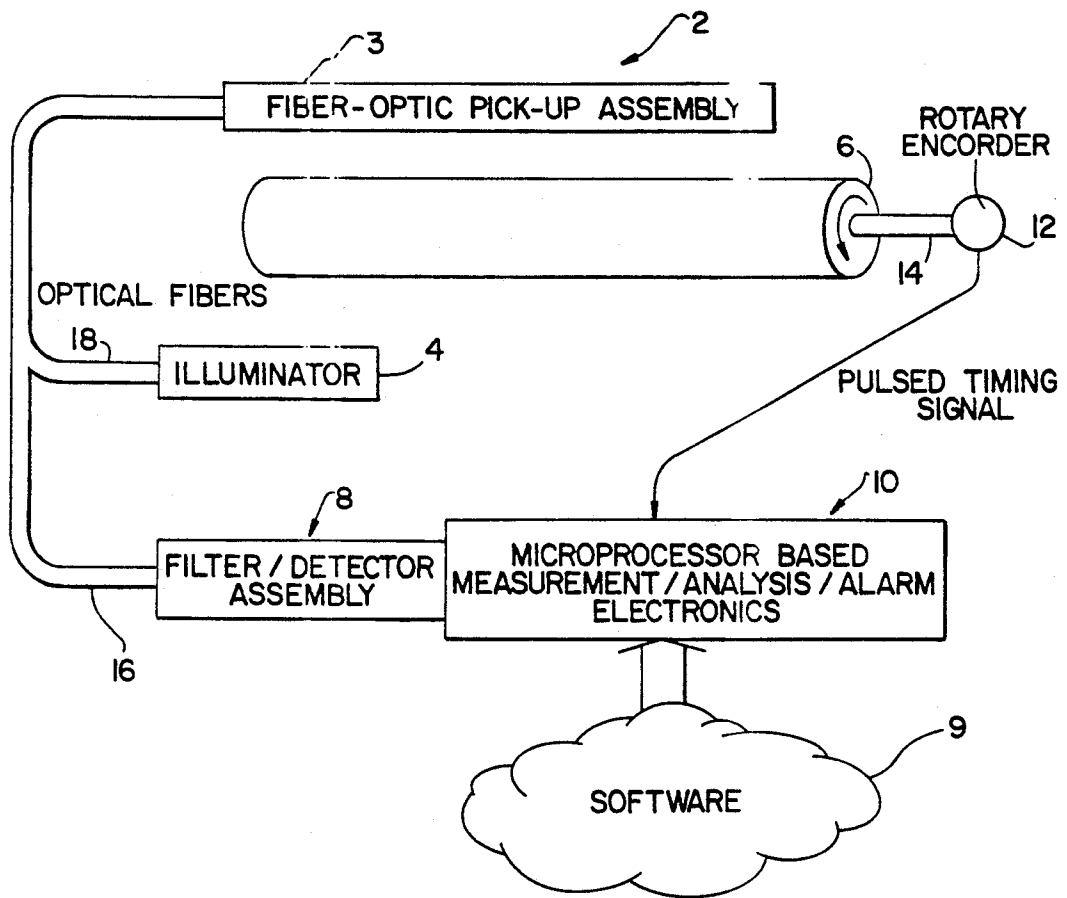 3
2
FIBER-OPTIC PICK-UP ASSEMBLY
ROTARY
ENCORDER
6
12
14
OPTICAL FIBERS
18
ILLUMINATOR
4
PULSED TIMING
SIGNAL
8
10
FILTER / DETECTOR
ASSEMBLY
MICROPROCESSOR BASED
MEASUREMENT / ANALYSIS / ALARM
ELECTRONICS
16
9
SOFTWARE